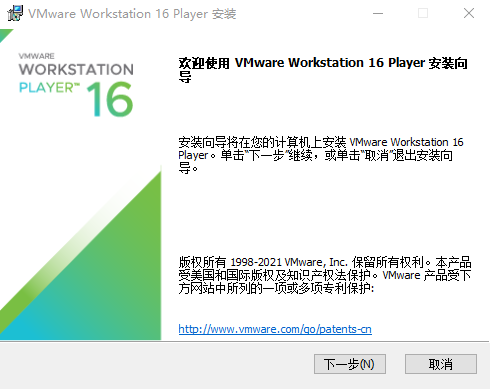 VMware Workstation 16 Player 安装
VMWARE
WORKSTATION
PLAYER™ 16
欢迎使用 VMware Workstation 16 Player 安装向
导
安装向导将在您的计算机上安装 VMware Workstation 16
Player。单击"下一步"继续，或单击"取消"退出安装向
导。
版权所有 1998-2021 VMware, Inc. 保留所有权利。本产品
受美国和国际版权及知识产权法保护。VMware 产品受下
方网站中所列的一项或多项专利保护:
http://www.vmware.com/go/patents-cn
下一步(N)
取消